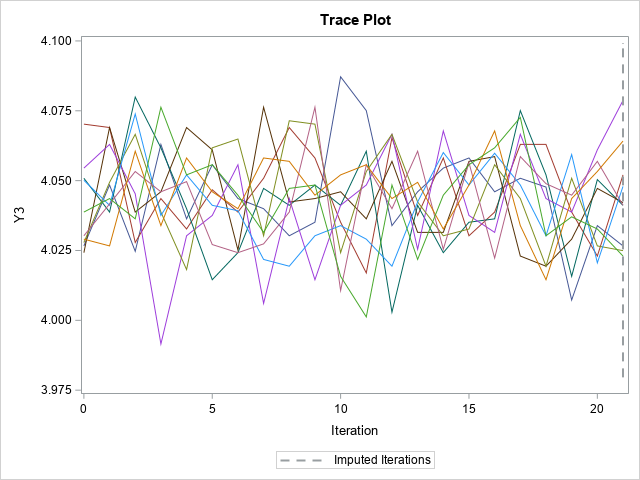 Trace Plot
4.100
4.075
4.050
4.025
4.000
3.975
Y3
0 5 10 15 20
Iteration
Imputed Iterations